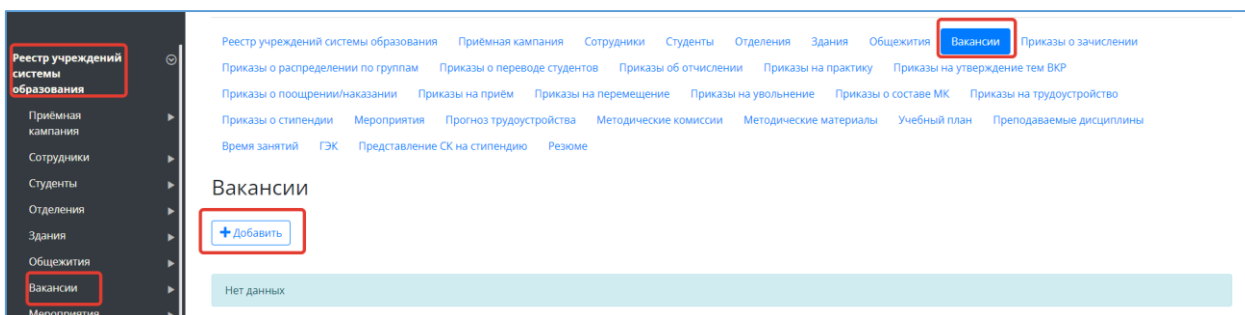 Реестр учреждений
системы
образования
Приёмная
кампания
Сотрудники
Студенты
Отделения
Здания
Общежития
Вакансии
Мероприятия
Реестр учреждений системы образования Приёмная кампания Сотрудники Студенты Отделения Здания Общежития Вакансии Приказы о зачислении
Приказы о распределении по группам Приказы о переводе студентов Приказы об отчислении Приказы на практику Приказы на утверждение тем ВКР
Приказы о поощрении/наказании Приказы на приём Приказы на перемещение Приказы на увольнение Приказы о составе МК Приказы на трудоустройство
Приказы о стипендии Мероприятия Прогноз трудоустройства Методические комиссии Методические материалы Учебный план Преподаваемые дисциплины
Время занятий ГЭК Представление СК на стипендию Резюме
Вакансии
+ Добавить
Нет данных